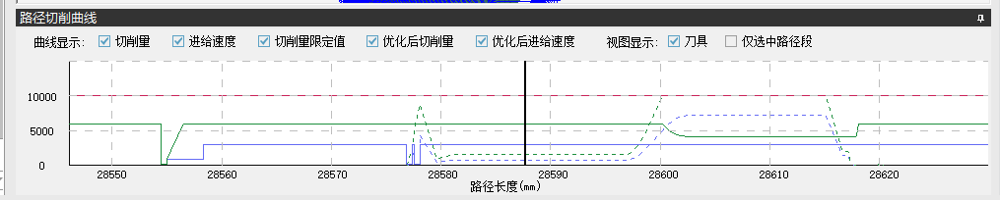 路径切削曲线
曲线显示: 切削量 进给速度 切削量限定值 优化后切削量 优化后进给速度 视图显示: 刀具 仅选中路径段
10000
5000
0
28550 28560 28570 28580 28590 28600 28610 28620
路径长度(mm)